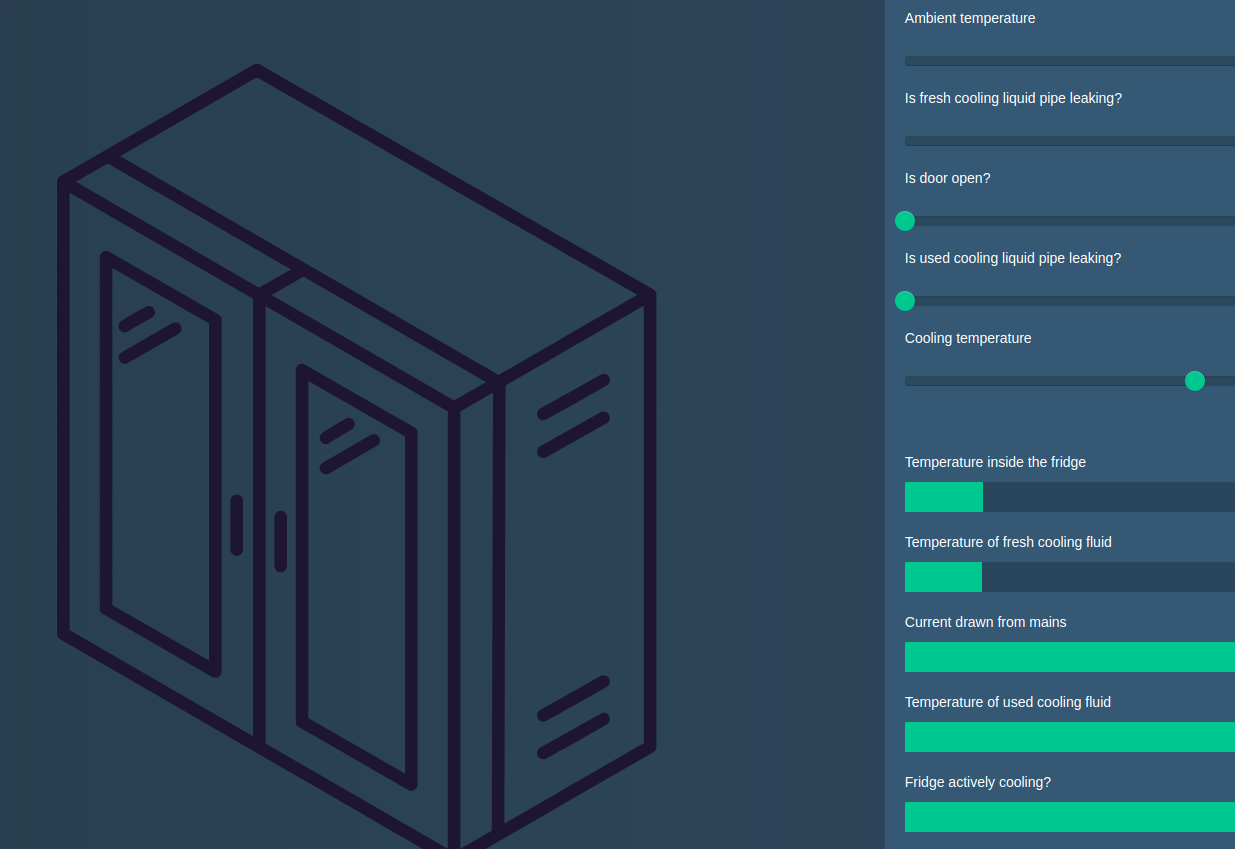 Ambient temperature
Is fresh cooling liquid pipe leaking?
Is door open?
Is used cooling liquid pipe leaking?
Cooling temperature
Temperature inside the fridge
Temperature of fresh cooling fluid
Current drawn from mains
Temperature of used cooling fluid
Fridge actively cooling?